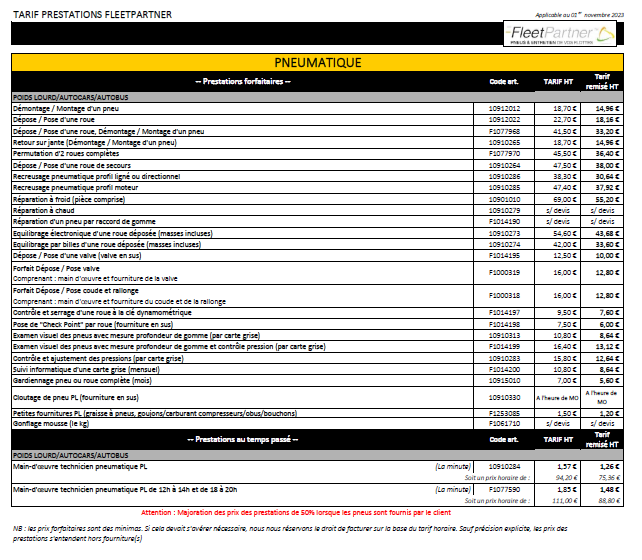 TARIF PRESTATIONS FLEETPARTNER
Applicable au 01er novembre 2023
FleetPartner
PNEUS & ENTRETIEN DE VOS FLOTTES
PNEUMATIQUE
-- Prestations forfaitaires -- Code art. TARIF HT Tarif remisé HT
POIDS LOURD/AUTOCARS/AUTOBUS
Démontage / Montage d'un pneu 10912012 18,70 € 14,96 €
Dépose / Pose d'une roue 10912022 22,70 € 18,16 €
Dépose / Pose d'une roue, Démontage / Montage d'un pneu F1077968 41,50 € 33,20 €
Retour sur jante (Démontage / Montage d'un pneu) 10910265 18,70 € 14,96 €
Permutation d'2 roues complètes F1077970 45,50 € 36,40 €
Dépose / Pose d'une roue de secours 10910264 47,50 € 38,00 €
Recreusage pneumatique profil ligné ou directionnel 10910286 38,30 € 30,64 €
Recreusage pneumatique profil moteur 10910285 47,40 € 37,92 €
Réparation à froid (pièce comprise) 10901010 69,00 € 55,20 €
Réparation à chaud 10910279 s/ devis s/ devis
Réparation d'un pneu par raccord de gomme F1014190 s/ devis s/ devis
Equilibrage électronique d'une roue déposée (masses incluses) 10910273 54,60 € 43,68 €
Equilibrage par billes d'une roue déposée (masses incluses) 10910274 42,00 € 33,60 €
Dépose / Pose d'une valve (valve en sus) F1014195 12,50 € 10,00 €
Forfait Dépose / Pose valve
Comprenant : main d'œuvre et fourniture de la valve F1000319 16,00 € 12,80 €
Forfait Dépose / Pose coude et rallonge
Comprenant : main d'œuvre et fourniture du coude et de la rallonge F1000318 16,00 € 12,80 €
Contrôle et serrage d'une roue à la clé dynamométrique F1014197 9,50 € 7,60 €
Pose de "Check Point" par roue (fourniture en sus) F1014198 7,50 € 6,00 €
Examen visuel des pneus avec mesure profondeur de gomme (par carte grise) 10910313 10,80 € 8,64 €
Examen visuel des pneus avec mesure profondeur de gomme et contrôle pression (par carte grise) F1014199 16,40 € 13,12 €
Contrôle et ajustement des pressions (par carte grise) 10910283 15,80 € 12,64 €
Suivi informatique d'une carte grise (mensuel) F1014200 10,80 € 8,64 €
Gardiennage pneu ou roue complète (mois) 10915010 7,00 € 5,60 €
Cloutage de pneu PL (fourniture en sus) 10910330 A l'heure de MO A l'heure de MO
Petites fournitures PL (graisse à pneus, goujons/carburant compresseurs/obus/bouchons) F1253085 1,50 € 1,20 €
Gonflage mousse (le kg) F1061710 s/ devis s/ devis
-- Prestations au temps passé -- TARIF HT Tarif remisé HT
POIDS LOURD/AUTOCARS/AUTOBUS
Main-d'œuvre technicien pneumatique PL (La minute) 10910284 1,57 € 1,26 €
Soit un prix horaire de : 94,20 € 75,36 €
Main-d'œuvre technicien pneumatique PL de 12h à 14h et de 18 à 20h (La minute) F1077590 1,85 € 1,48 €
Soit un prix horaire de : 111,00 € 88,80 €
Attention : Majoration des prix des prestations de 50% lorsque les pneus sont fournis par le client
NB : les prix forfaitaires sont des minimas. Si cela devait s'avérer nécessaire, nous nous réservons le droit de facturer sur la base du tarif horaire. Sauf précision explicite, les prix des
prestations s'entendent hors fourniture(s)